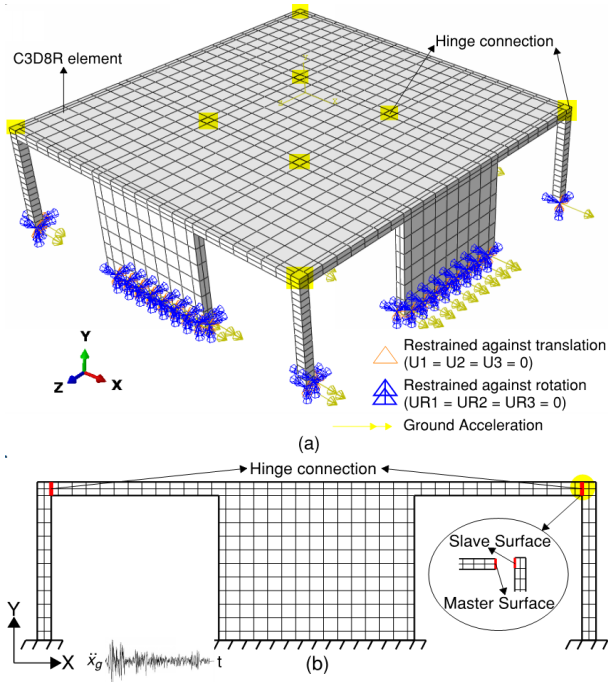 Hinge connection
C3D8R element
Y
Z
X
Restrained against translation
(U1 = U2 = U3 = 0)
Restrained against rotation
(UR1 = UR2 = UR3 = 0)
Ground Acceleration
(a)
Hinge connection
Slave Surface
Master Surface
Y
X
ẍg
t
(b)